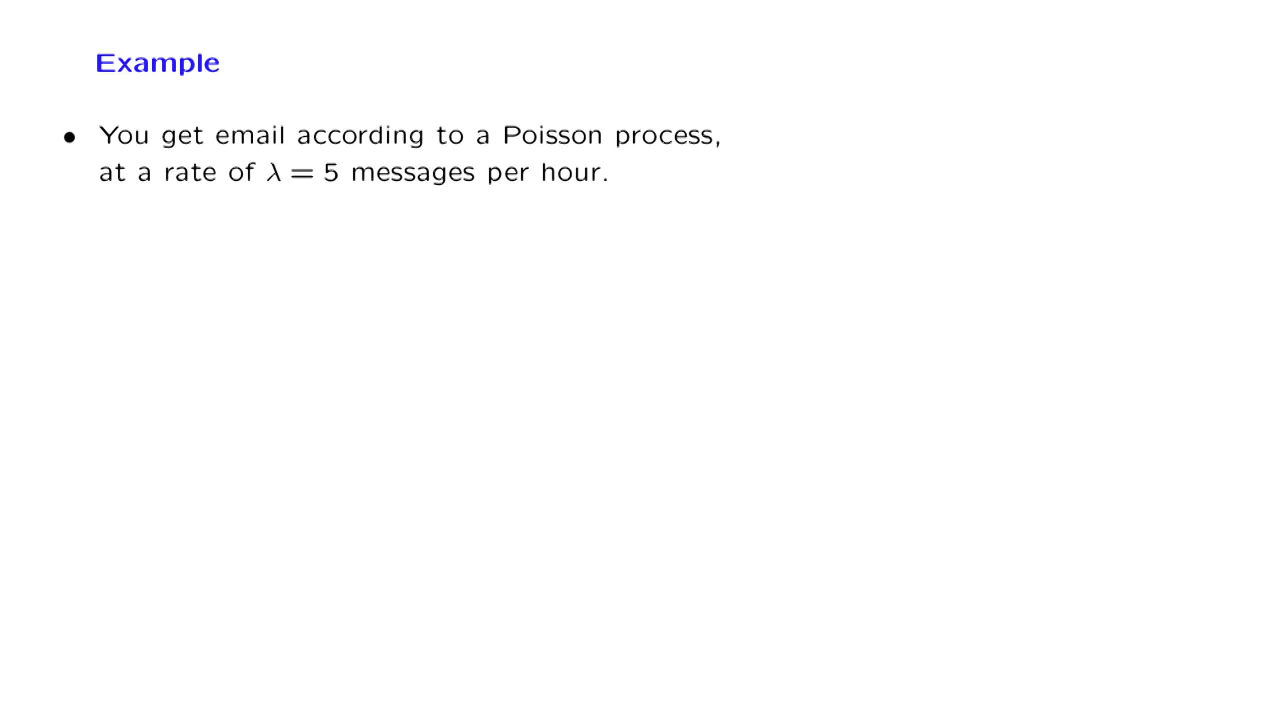 Example
• You get email according to a Poisson process,
at a rate of λ = 5 messages per hour.